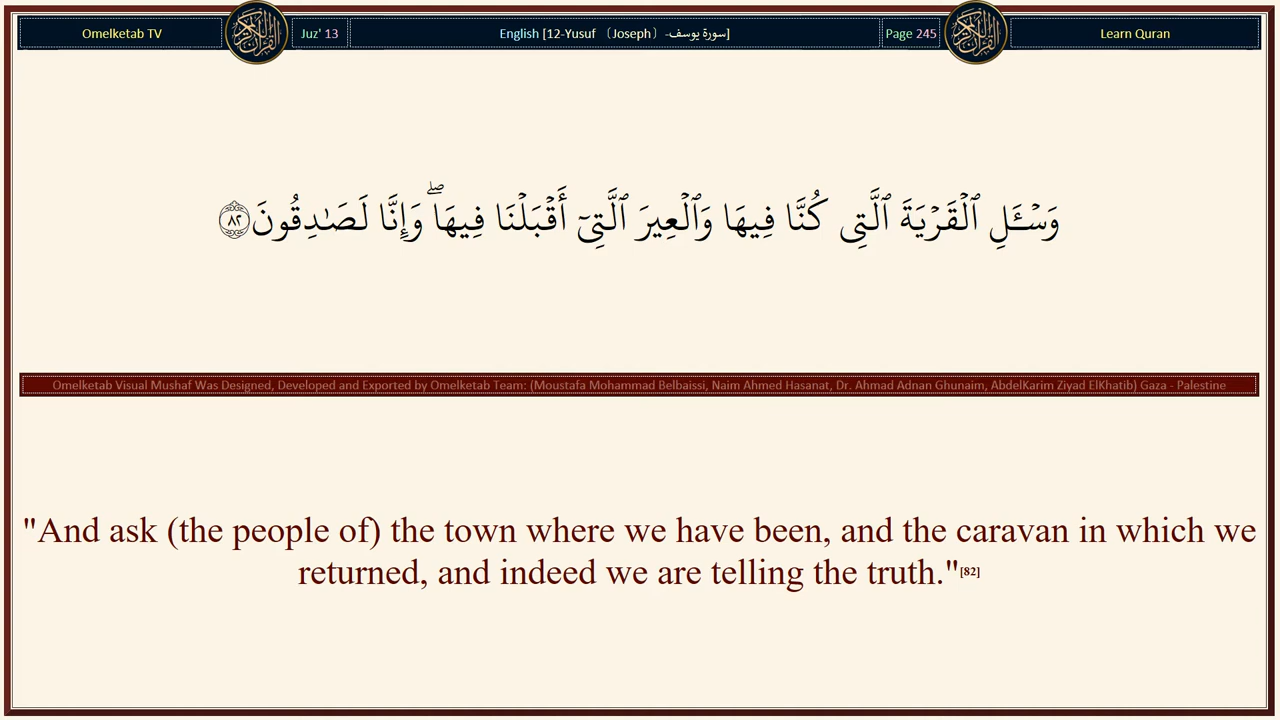 Omelketab TV
Juz' 13
English [12-Yusuf (Joseph) -سورة يوسف]
Page 245
Learn Quran
وَسْـَٔلِ ٱلْقَرْيَةَ ٱلَّتِى كُنَّا فِيهَا وَٱلْعِيرَ ٱلَّتِىٓ أَقْبَلْنَا فِيهَا ۖ وَإِنَّا لَصَـٰدِقُونَ ٨٢
Omelketab Visual Mushaf Was Designed, Developed and Exported by Omelketab Team: (Moustafa Mohammad Belbaissi, Naim Ahmed Hasanat, Dr. Ahmad Adnan Ghunaim, AbdelKarim Ziyad ElKhatib) Gaza - Palestine
"And ask (the people of) the town where we have been, and the caravan in which we
returned, and indeed we are telling the truth."[82]